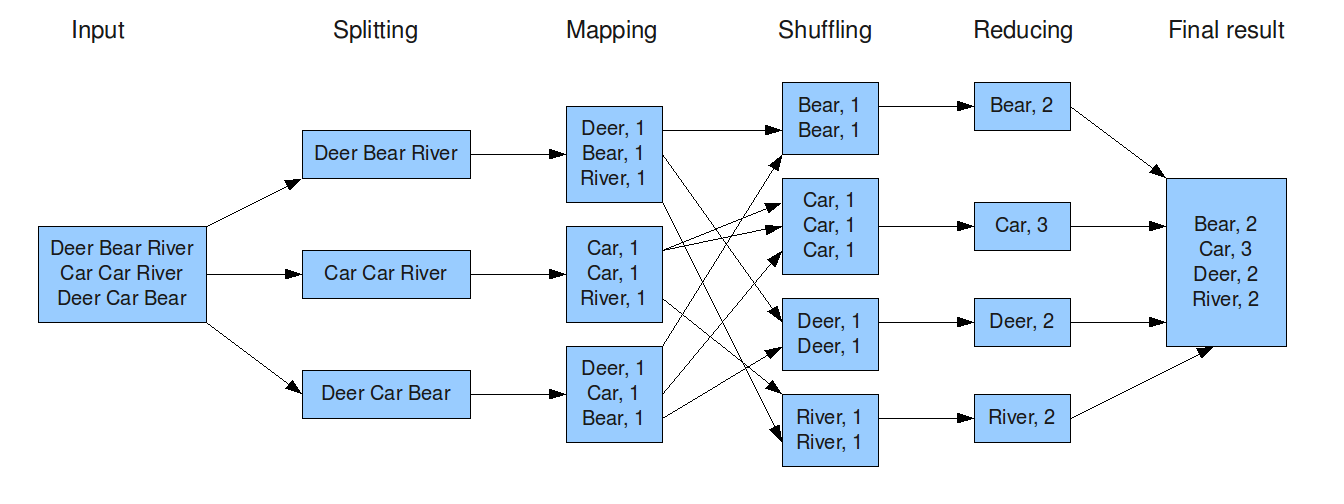 Input
Splitting
Mapping
Shuffling
Reducing
Final result
Deer Bear River
Car Car River
Deer Car Bear
Deer Bear River
Car Car River
Deer Car Bear
Deer, 1
Bear, 1
River, 1
Car, 1
Car, 1
River, 1
Deer, 1
Car, 1
Bear, 1
Bear, 1
Bear, 1
Car, 1
Car, 1
Car, 1
Deer, 1
Deer, 1
River, 1
River, 1
Bear, 2
Car, 3
Deer, 2
River, 2
Bear, 2
Car, 3
Deer, 2
River, 2